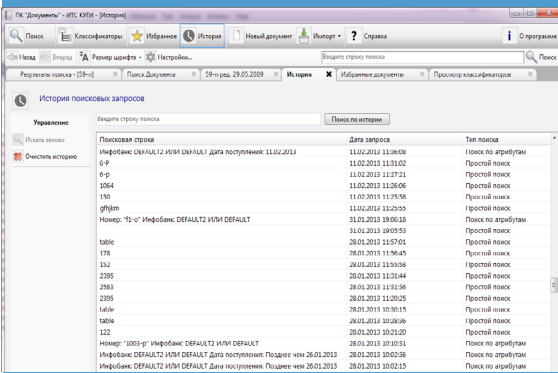 ПК "Документы" - ИТС КУГИ - [История]
Поиск Классификаторы Избранное История Новый документ Импорт Справка О программе
Назад Вперед Размер шрифта Настройки... Введите строку поиска Поиск
Результаты поиска - [59-п] Поиск Документа 59-п ред. 29.05.2009 История Избранные документы Просмотр классификаторов
История поисковых запросов
Управление Введите строку поиска Поиск по истории
Искать заново
Очистить историю
Поисковая строка Дата запроса Тип поиска
Инфобанк: DEFAULT2 ИЛИ DEFAULT Дата поступления: 11.02.2013 11.02.2013 11:36:08 Поиск по атрибутам
6-Р 11.02.2013 11:31:02 Простой поиск
6-р 11.02.2013 11:27:21 Простой поиск
1064 11.02.2013 11:26:06 Простой поиск
150 11.02.2013 11:25:58 Простой поиск
gfhjkm 11.02.2013 11:25:55 Простой поиск
Номер: "f1-o" Инфобанк: DEFAULT2 ИЛИ DEFAULT 31.01.2013 19:06:18 Поиск по атрибутам
31.01.2013 19:05:53 Простой поиск
table 28.01.2013 11:57:01 Простой поиск
178 28.01.2013 11:56:45 Простой поиск
152 28.01.2013 11:55:58 Простой поиск
2395 28.01.2013 11:31:44 Простой поиск
2583 28.01.2013 11:31:36 Простой поиск
2395 28.01.2013 11:20:25 Простой поиск
table 28.01.2013 10:30:15 Простой поиск
table 28.01.2013 10:28:36 Простой поиск
122 28.01.2013 10:21:20 Простой поиск
Номер: "1003-р" Инфобанк: DEFAULT2 ИЛИ DEFAULT 28.01.2013 10:10:31 Поиск по атрибутам
Инфобанк: DEFAULT2 ИЛИ DEFAULT Дата поступления: Позднее чем 26.01.2013 28.01.2013 10:02:36 Поиск по атрибутам
Инфобанк: DEFAULT2 ИЛИ DEFAULT Дата поступления: Позднее чем 26.01.2013 28.01.2013 10:02:15 Поиск по атрибутам